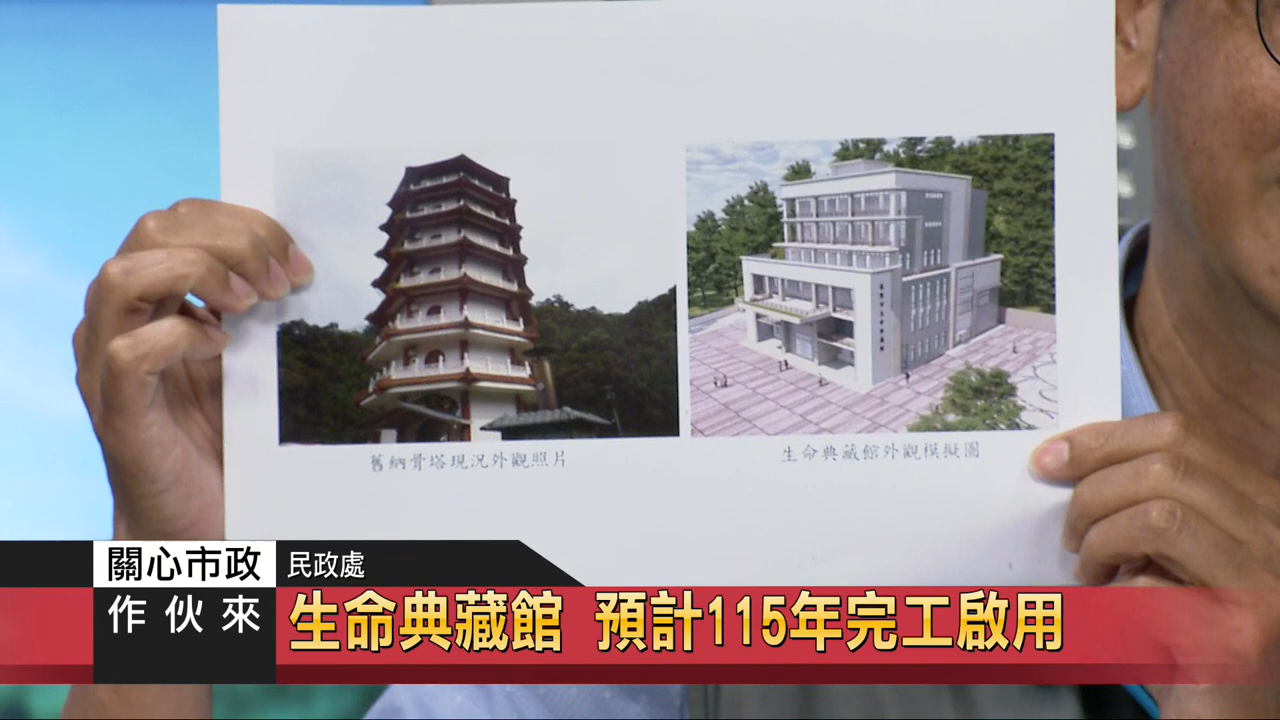 舊納骨塔現況外觀照片
生命典藏館外觀模擬圖
關心市政
民政處
作伙來
生命典藏館 預計115年完工啟用